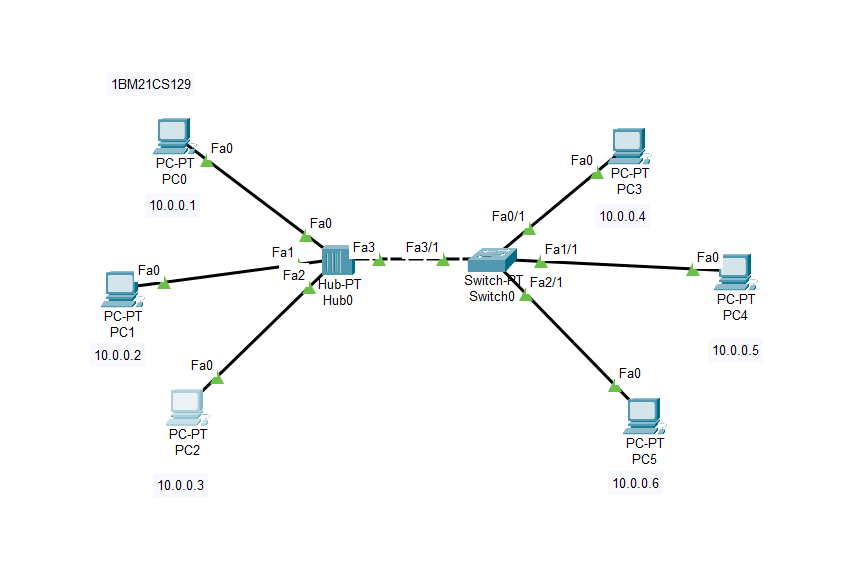 1BM21CS129
Fa0
PC-PT
PC0
10.0.0.1
Fa0
Fa0
PC-PT
PC3
10.0.0.4
Fa0/1
Fa1
Fa3
Fa3/1
Fa1/1
Fa0
Fa0
Fa2
Hub-PT
Hub0
Switch-PT
Switch0
Fa2/1
PC-PT
PC4
10.0.0.5
PC-PT
PC1
10.0.0.2
Fa0
PC-PT
PC2
10.0.0.3
Fa0
PC-PT
PC5
10.0.0.6